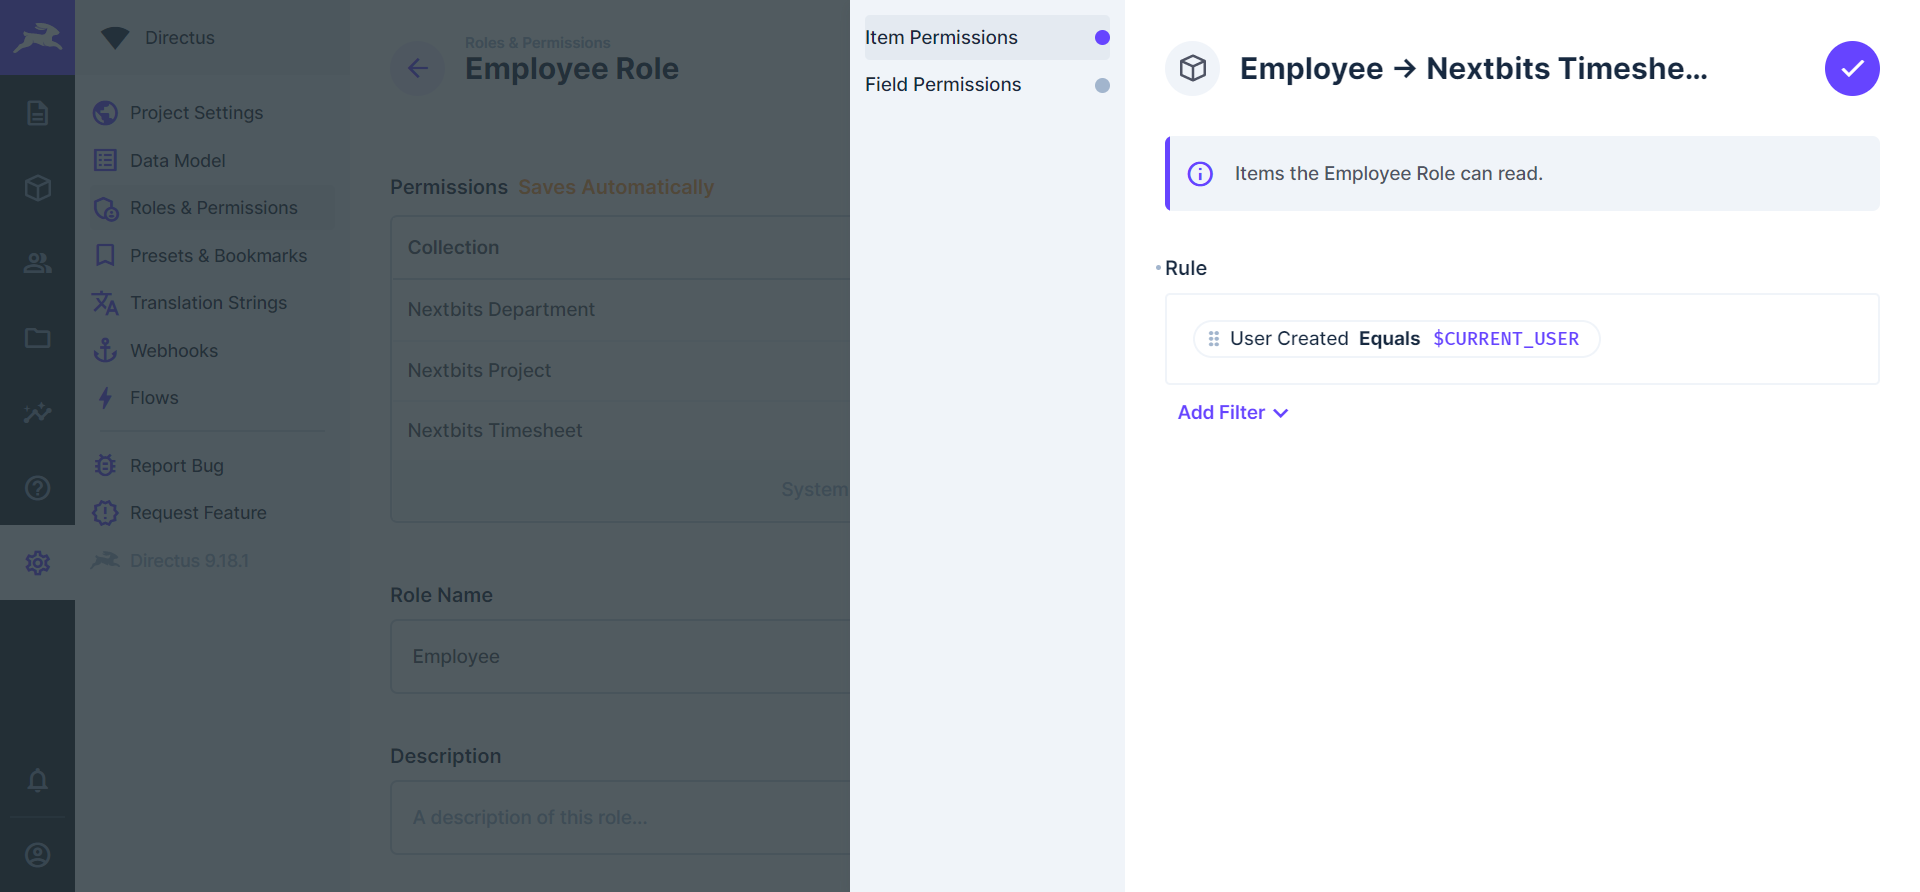 Directus
Project Settings
Data Model
Roles & Permissions
Presets & Bookmarks
Translation Strings
Webhooks
Flows
Report Bug
Request Feature
Directus 9.18.1
Roles & Permissions
Employee Role
Permissions Saves Automatically
Collection
Nextbits Department
Nextbits Project
Nextbits Timesheet
System
Role Name
Employee
Description
A description of this role...
Item Permissions
Field Permissions
Employee → Nextbits Timeshe...
Items the Employee Role can read.
Rule
User Created Equals $CURRENT_USER
Add Filter